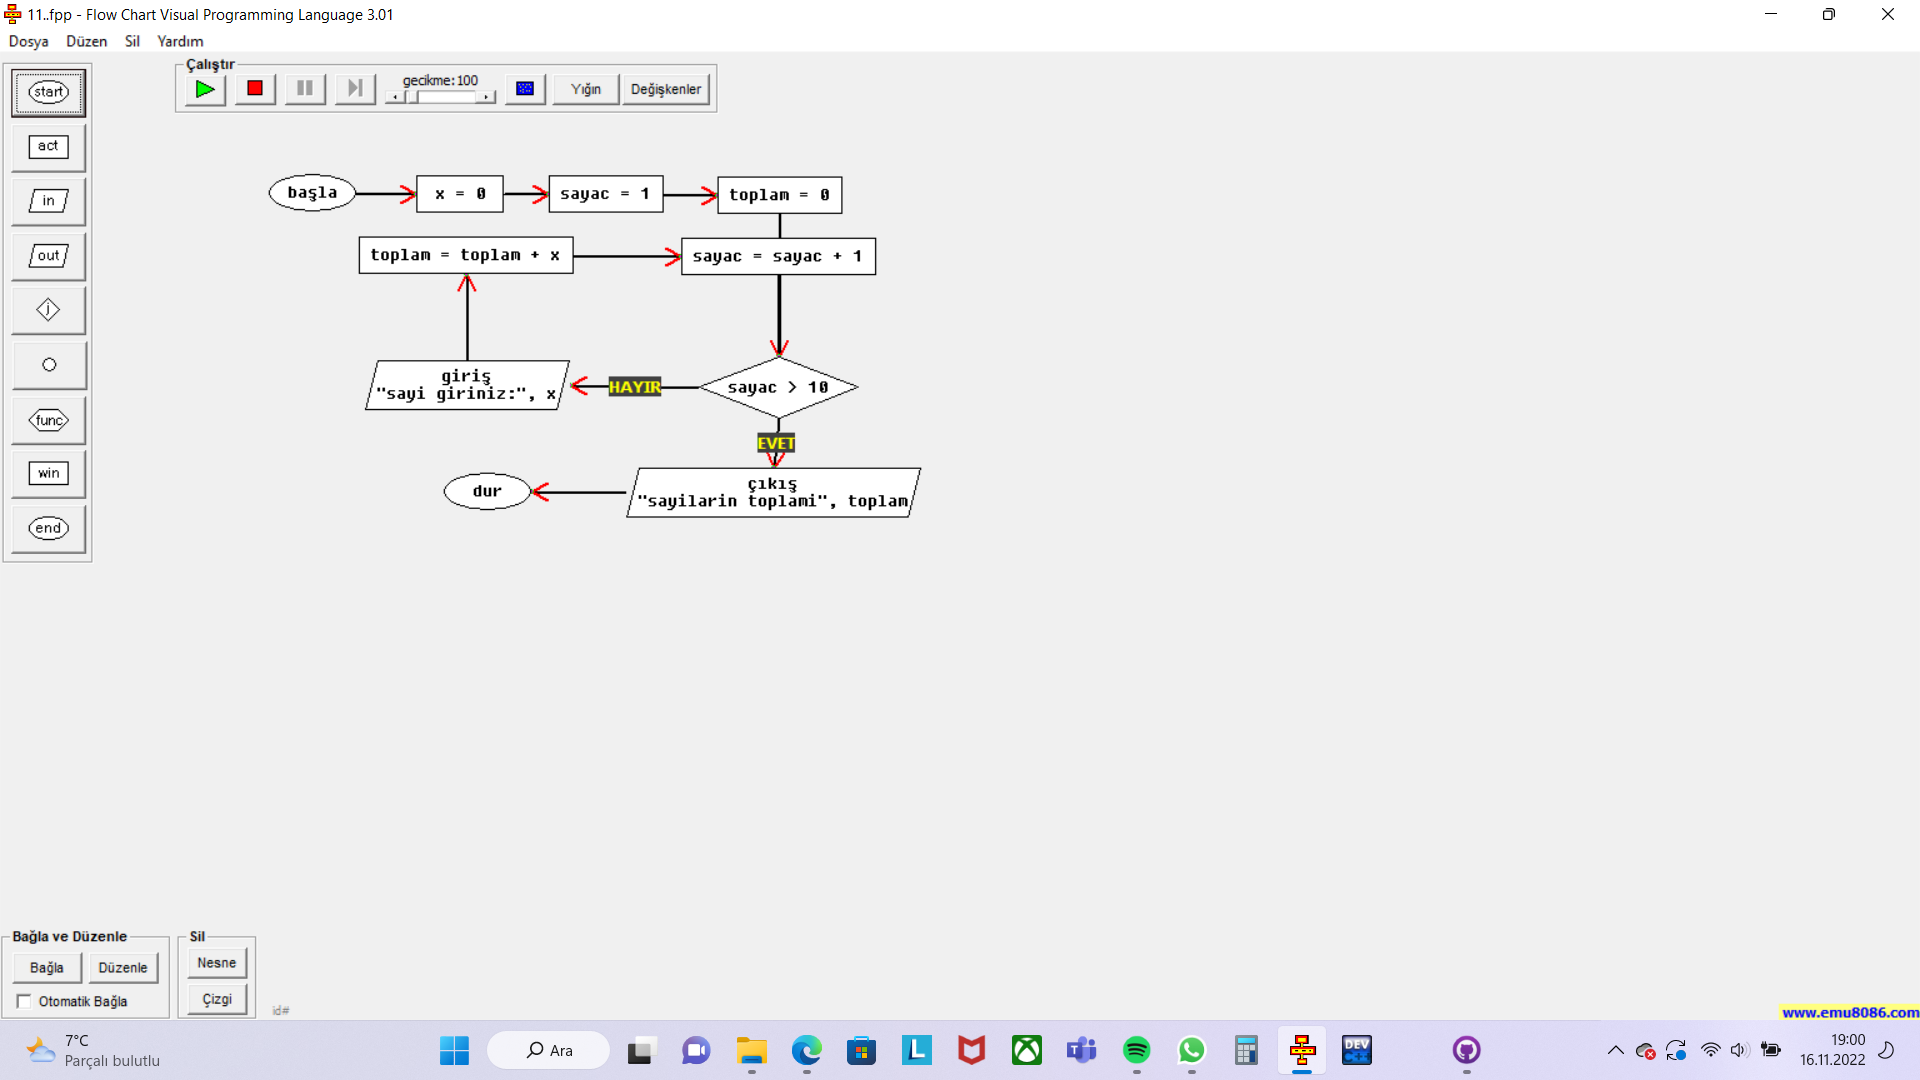 11..fpp - Flow Chart Visual Programming Language 3.01
Dosya Düzen Sil Yardım
Çalıştır
gecikme:100
Yığın
Değişkenler
start
act
in
out
j
func
win
end
başla
x = 0
sayac = 1
toplam = 0
toplam = toplam + x
sayac = sayac + 1
giriş
"sayi giriniz:", x
HAYIR
sayac > 10
EVET
dur
çıkış
"sayilarin toplami", toplam
Bağla ve Düzenle
Bağla
Düzenle
Otomatik Bağla
Sil
Nesne
Çizgi
id#
www.emu8086.com
7°C
Parçalı bulutlu
Ara
L
DEV
C++
19:00
16.11.2022